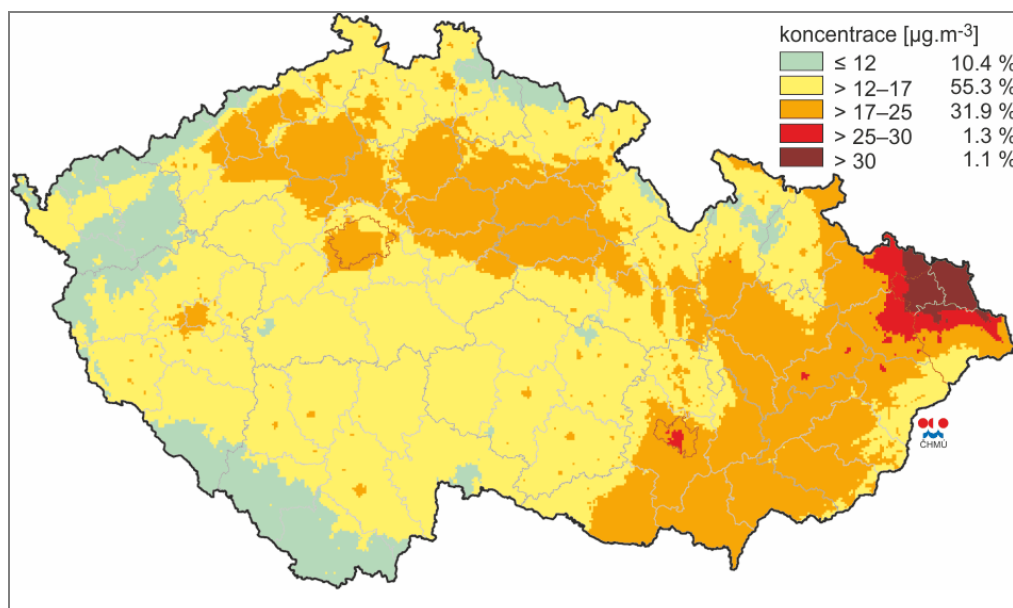 koncentrace [µg.m-3]
≤ 12 10.4 %
> 12–17 55.3 %
> 17–25 31.9 %
> 25–30 1.3 %
> 30 1.1 %
ČHMÚ